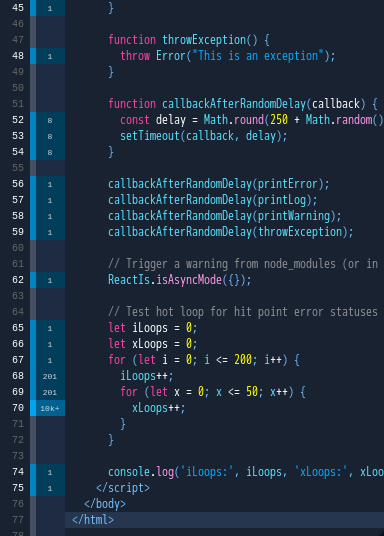 45 1 }
46
47 function throwException() {
48 1 throw Error("This is an exception");
49 }
50
51 function callbackAfterRandomDelay(callback) {
52 8 const delay = Math.round(250 + Math.random()
53 8 setTimeout(callback, delay);
54 8 }
55
56 1 callbackAfterRandomDelay(printError);
57 1 callbackAfterRandomDelay(printLog);
58 1 callbackAfterRandomDelay(printWarning);
59 1 callbackAfterRandomDelay(throwException);
60
61 // Trigger a warning from node_modules (or in
62 1 ReactIs.isAsyncMode({});
63
64 // Test hot loop for hit point error statuses
65 1 let iLoops = 0;
66 1 let xLoops = 0;
67 1 for (let i = 0; i <= 200; i++) {
68 201 iLoops++;
69 201 for (let x = 0; x <= 50; x++) {
70 10k+ xLoops++;
71 }
72 }
73
74 1 console.log('iLoops:', iLoops, 'xLoops:', xLoo
75 1 </script>
76 </body>
77 </html>
78